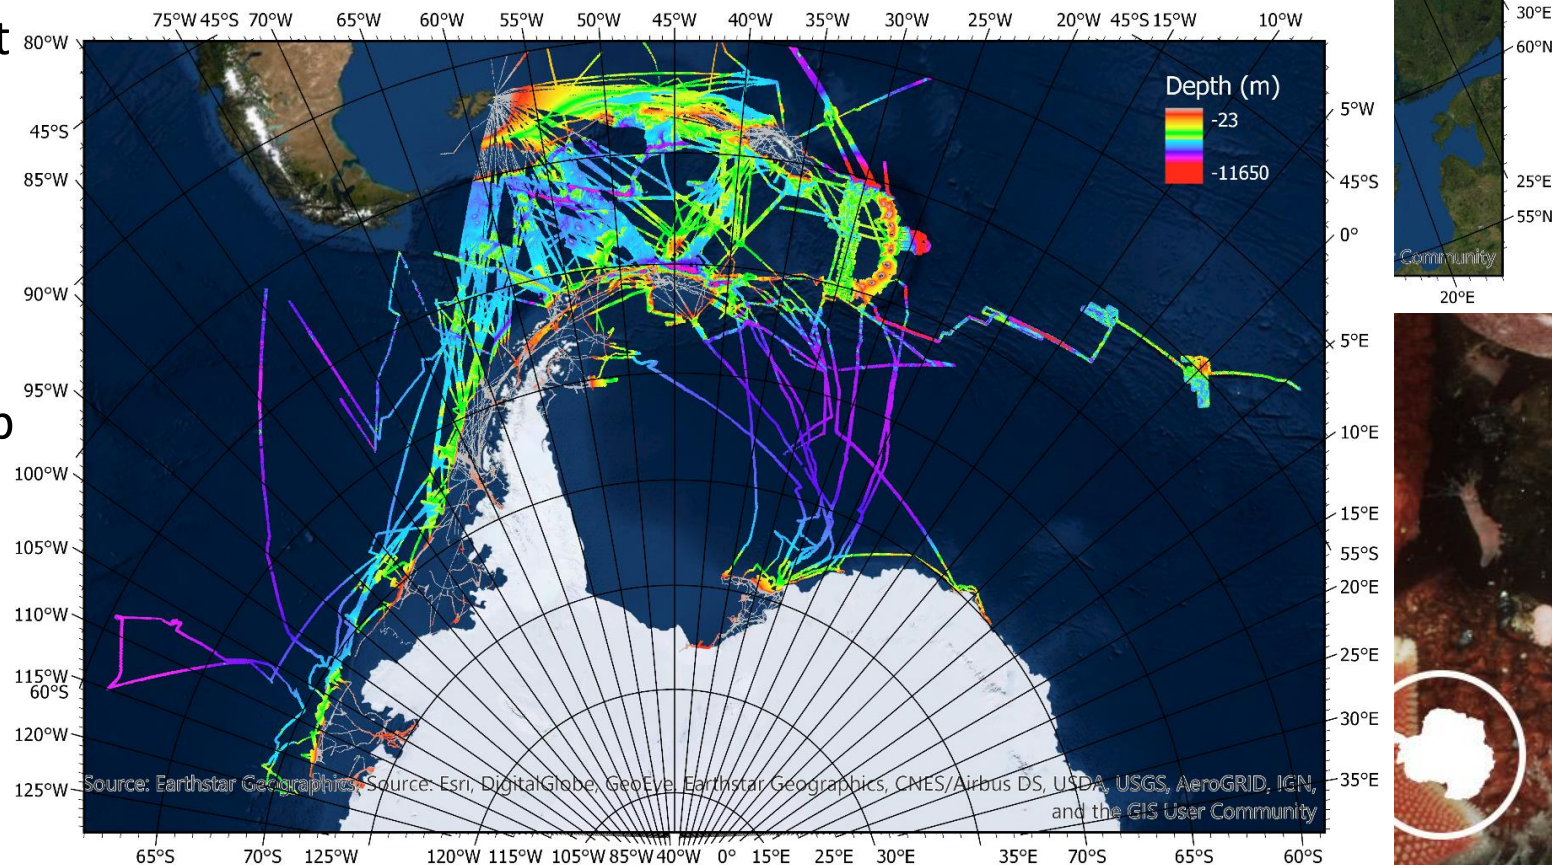 75°W 45°S 70°W 65°W 60°W 55°W 50°W 45°W 40°W 35°W 30°W 25°W 20°W 45°S 15°W 10°W
t
80°W
45°S
85°W
90°W
95°W
100°W
105°W
110°W
115°W
60°S
120°W
125°W
Depth (m)
-23
-11650
5°W
45°S
0°
5°E
10°E
15°E
55°S
20°E
25°E
30°E
35°E
Source: Earthstar Geographics, Source: Esri, DigitalGlobe, GeoEye, Earthstar Geographics, CNES/Airbus DS, USDA, USGS, AeroGRID, IGN,
and the GIS User Community
65°S 70°S 125°W 120°W 115°W 105°W 85°W 40°W 0° 15°E 25°E 30°E 35°E 70°S 65°S 60°S
30°E
60°N
25°E
55°N
Community
20°E